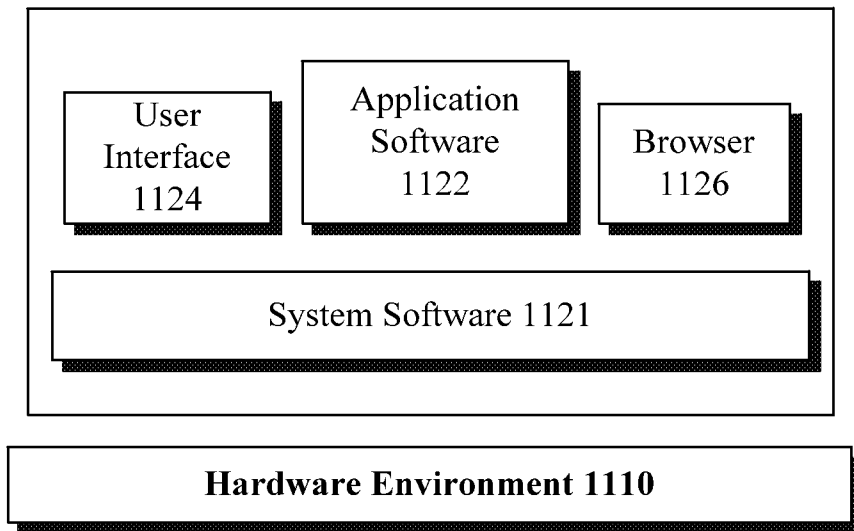 User
Interface
1124
Application
Software
1122
Browser
1126
System Software 1121
Hardware Environment 1110